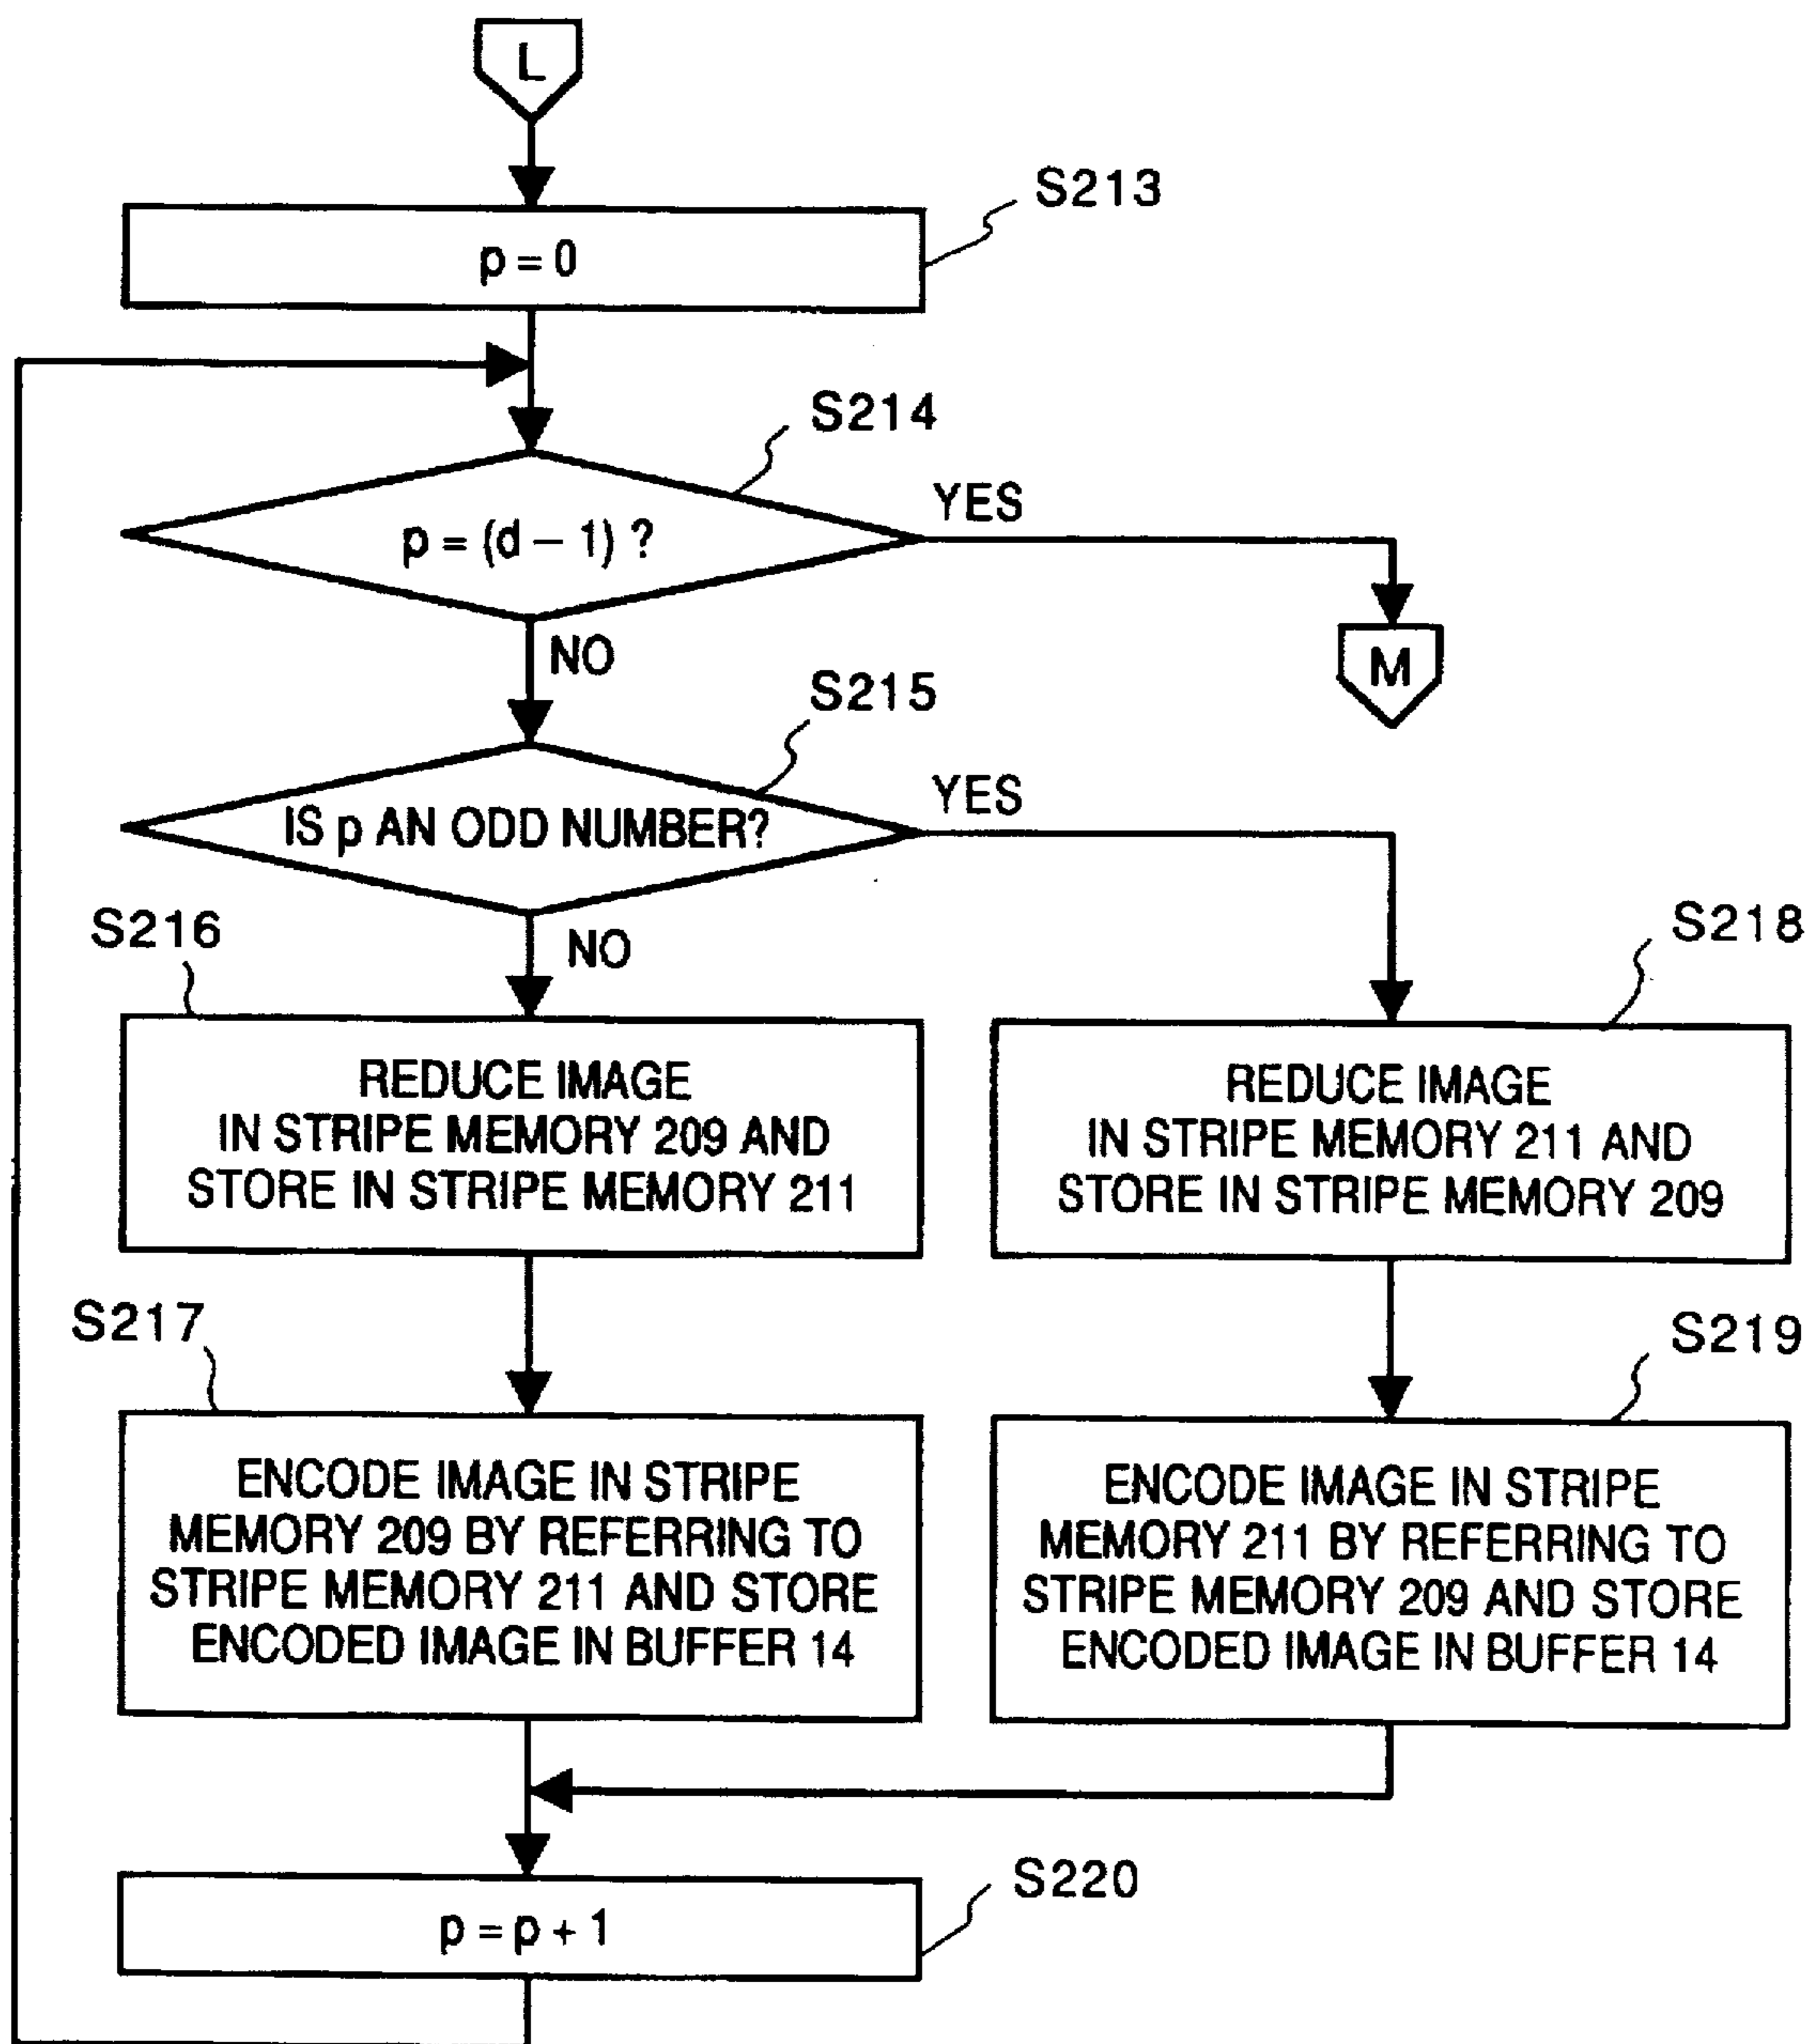 L
S213
p = 0
S214
p = (d – 1) ?
YES
NO
M
S215
IS p AN ODD NUMBER?
YES
NO
S216
REDUCE IMAGE
IN STRIPE MEMORY 209 AND
STORE IN STRIPE MEMORY 211
S218
REDUCE IMAGE
IN STRIPE MEMORY 211 AND
STORE IN STRIPE MEMORY 209
S217
ENCODE IMAGE IN STRIPE
MEMORY 209 BY REFERRING TO
STRIPE MEMORY 211 AND STORE
ENCODED IMAGE IN BUFFER 14
S219
ENCODE IMAGE IN STRIPE
MEMORY 211 BY REFERRING TO
STRIPE MEMORY 209 AND STORE
ENCODED IMAGE IN BUFFER 14
S220
p = p + 1